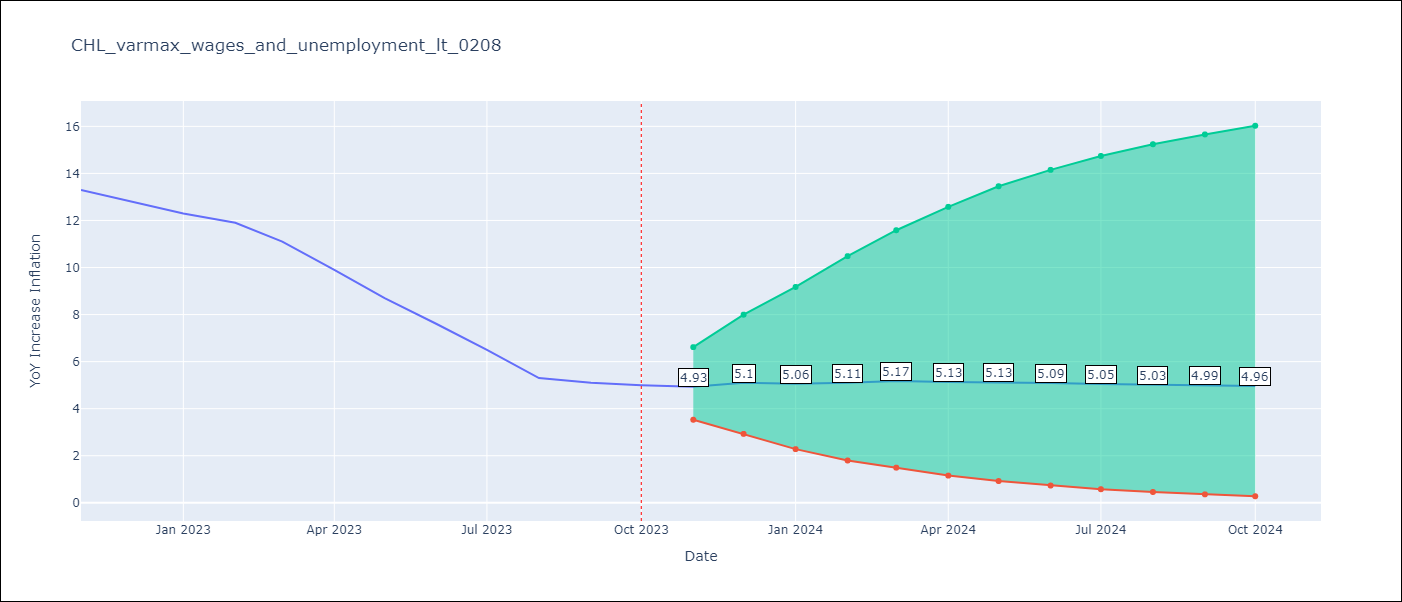 CHL_varmax_wages_and_unemployment_lt_0208
YoY Increase Inflation
16
14
12
10
8
6
4
2
0
4.93 5.1 5.06 5.11 5.17 5.13 5.13 5.09 5.05 5.03 4.99 4.96
Jan 2023 Apr 2023 Jul 2023 Oct 2023 Jan 2024 Apr 2024 Jul 2024 Oct 2024
Date